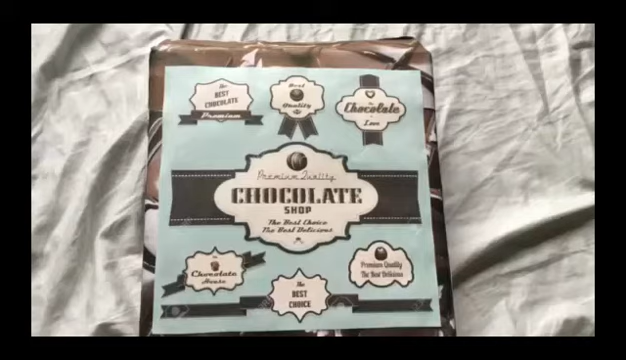 The
BEST
CHOCOLATE
Premium
Best
Quality
Chocolate
Love
Premium Quality
CHOCOLATE
SHOP
The Best Choice
The Best Delicious
Chocolate
House
The
BEST
CHOICE
Premium Quality
The Best Delicious